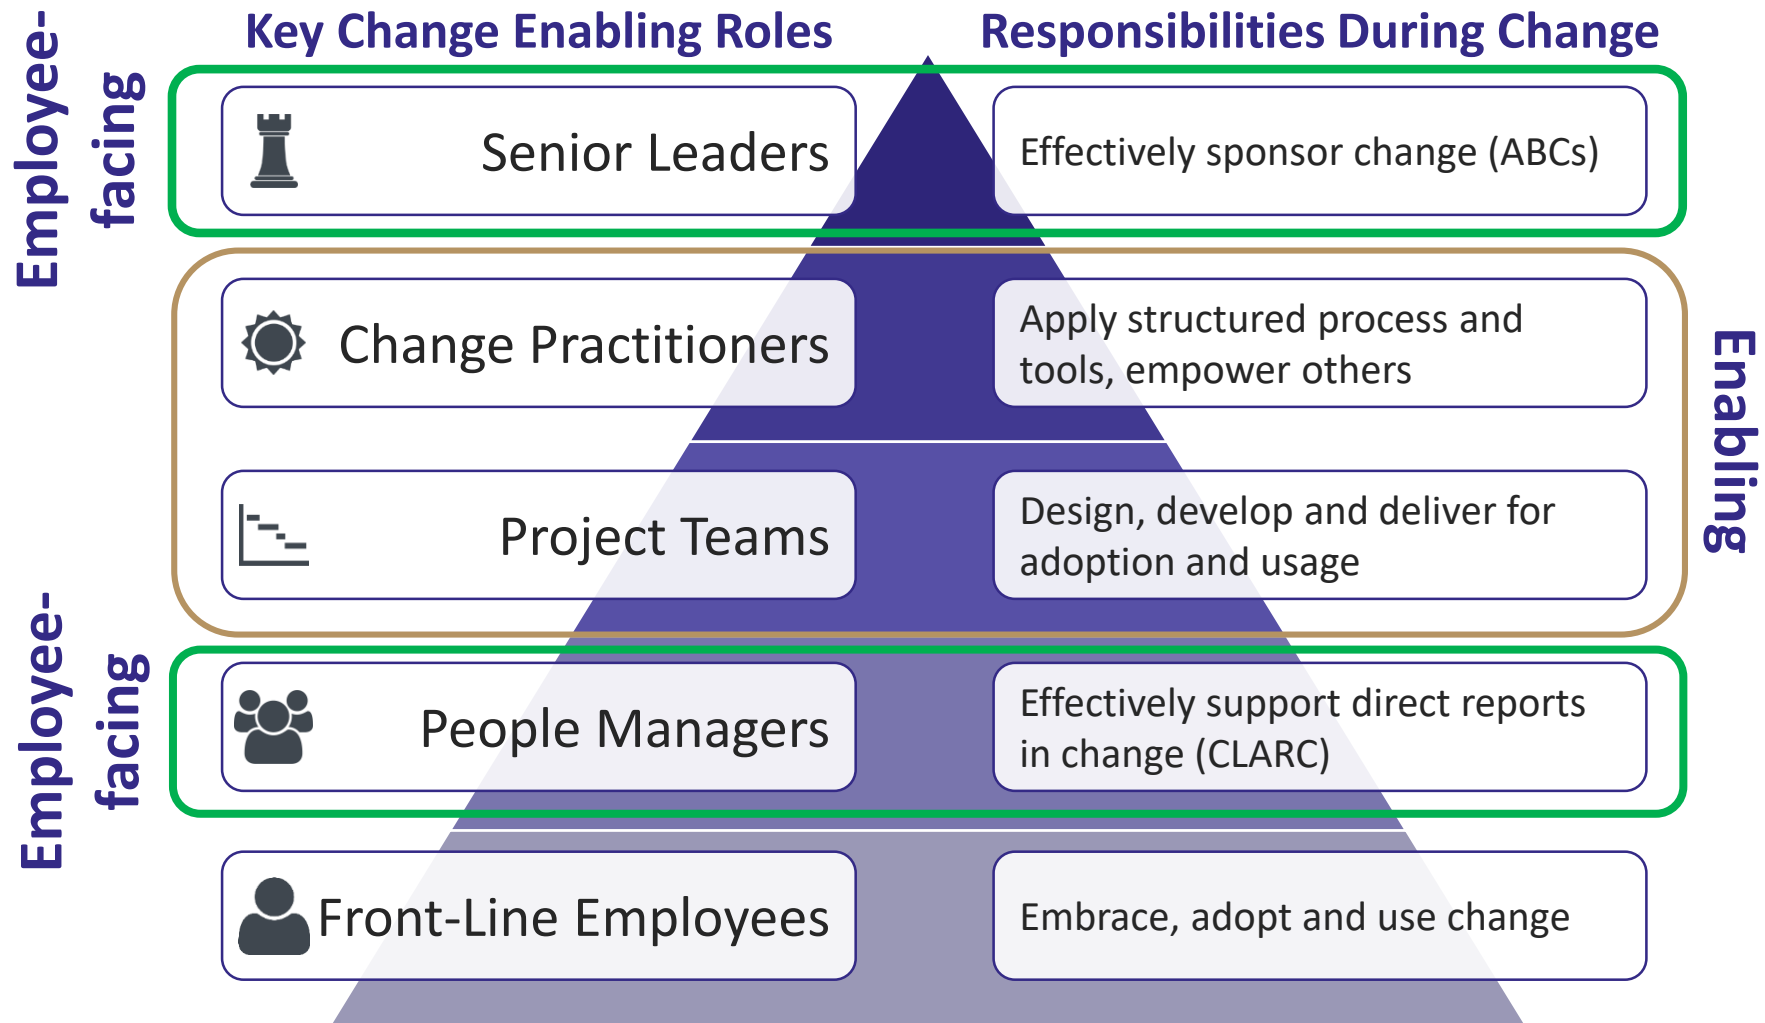 Key Change Enabling Roles
Responsibilities During Change
Employee-
facing
Senior Leaders
Effectively sponsor change (ABCs)
Change Practitioners
Apply structured process and
tools, empower others
Enabling
Project Teams
Design, develop and deliver for
adoption and usage
Employee-
facing
People Managers
Effectively support direct reports
in change (CLARC)
Front-Line Employees
Embrace, adopt and use change